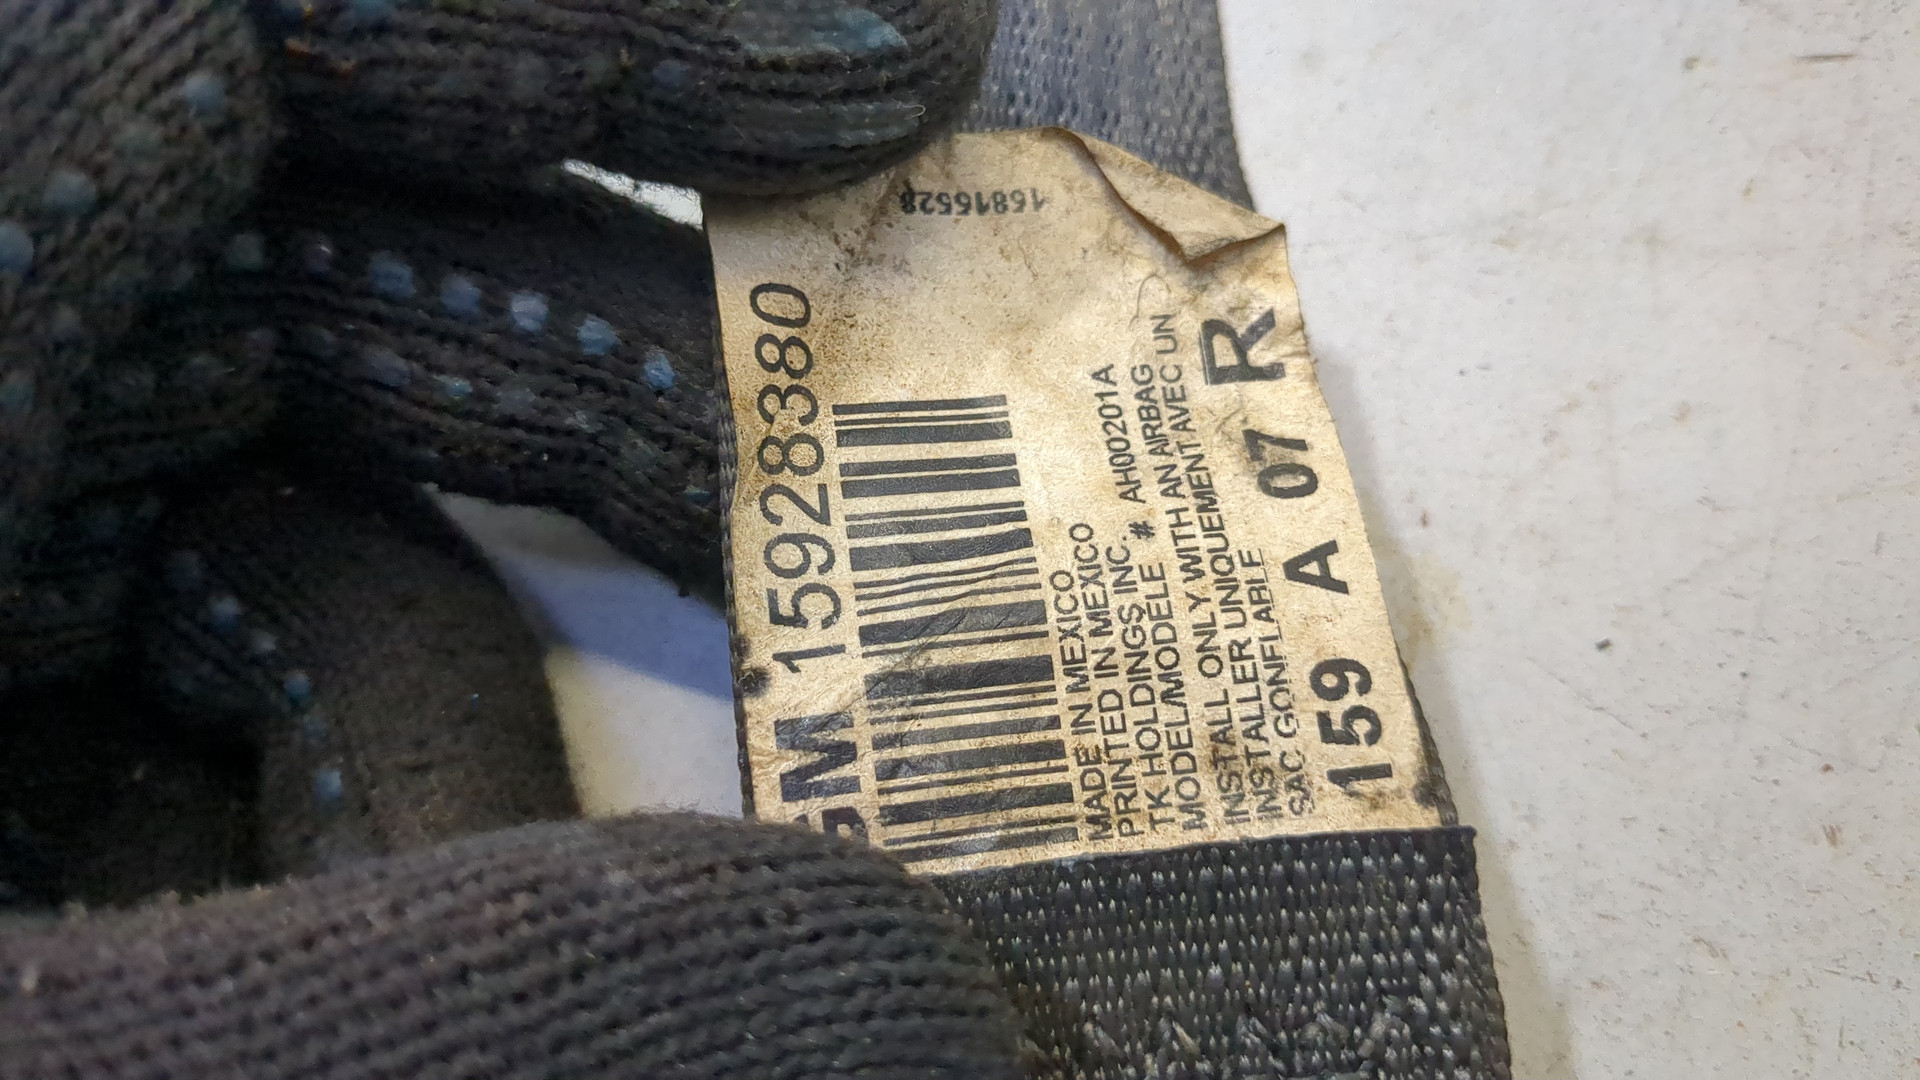 GM 15928380
MADE IN MEXICO
PRINTED IN MEXICO
TK HOLDINGS INC.
MODEL/MODELE # AH00201A
INSTALL ONLY WITH AN AIRBAG
INSTALLER UNIQUEMENT AVEC UN
SAC GONFLABLE
159 A 07 R
16816528